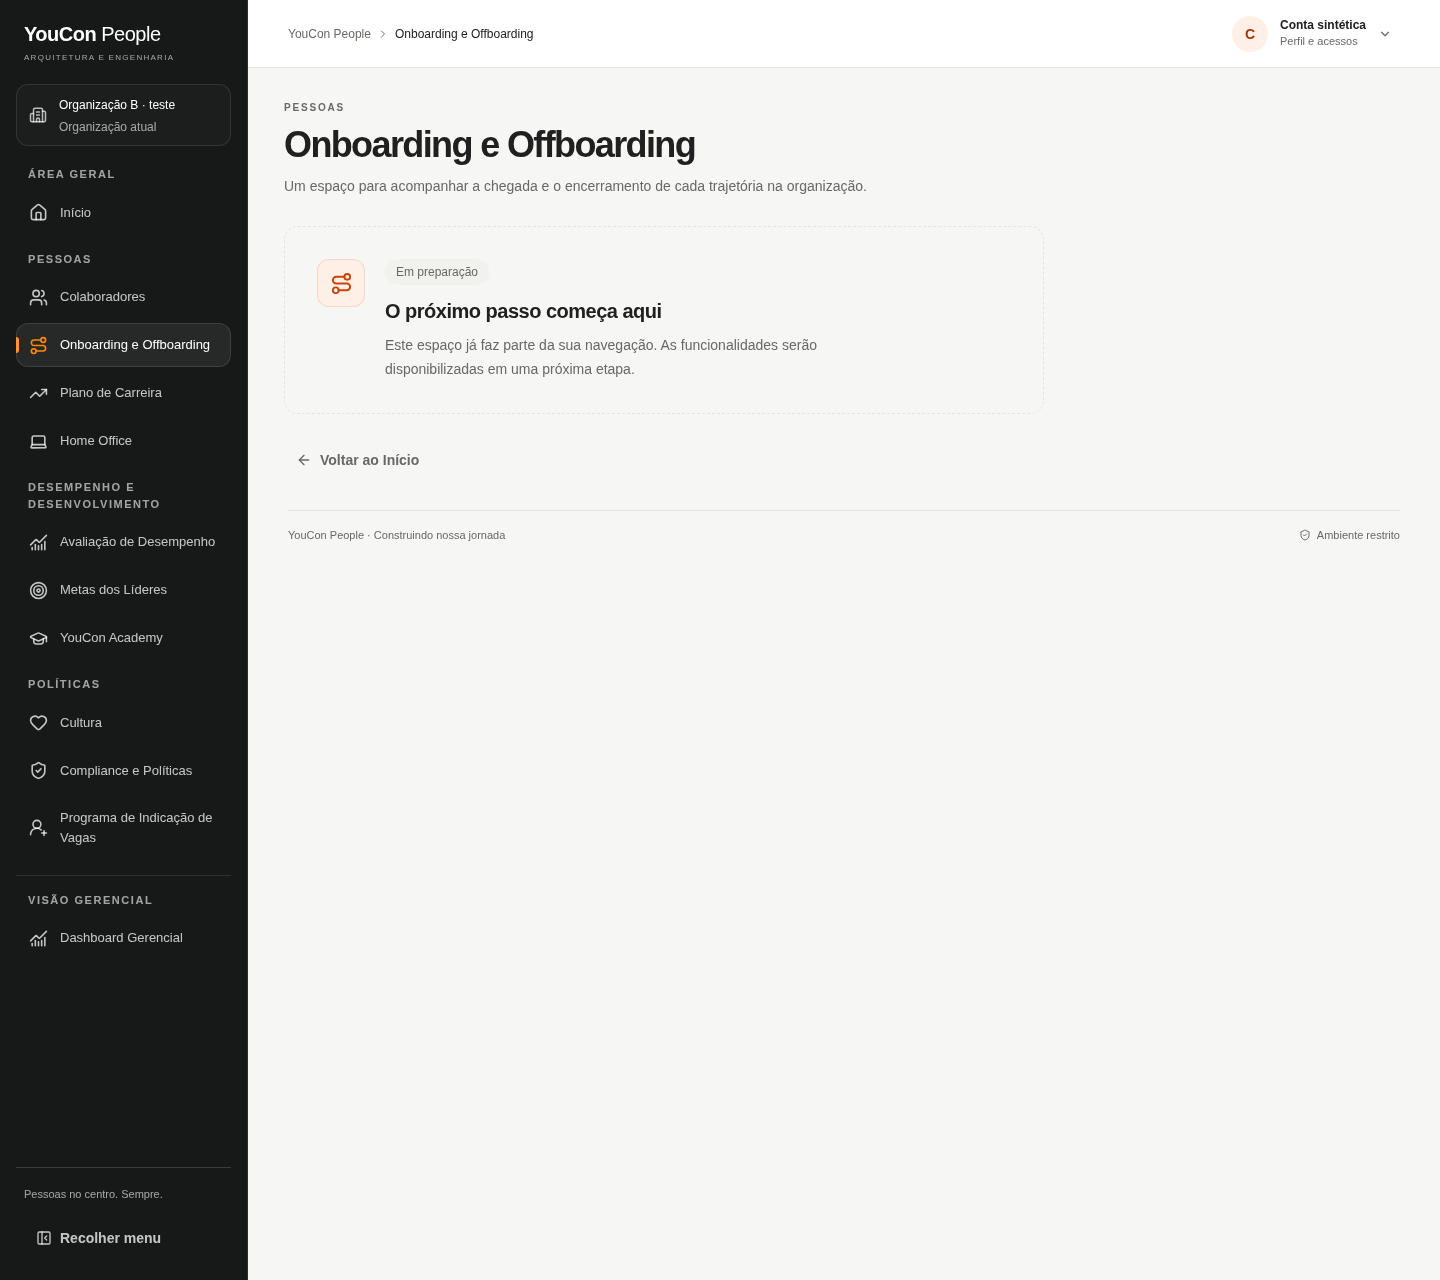 YouCon People
ARQUITETURA E ENGENHARIA
Organização B · teste
Organização atual
ÁREA GERAL
Início
PESSOAS
Colaboradores
Onboarding e Offboarding
Plano de Carreira
Home Office
DESEMPENHO E
DESENVOLVIMENTO
Avaliação de Desempenho
Metas dos Líderes
YouCon Academy
POLÍTICAS
Cultura
Compliance e Políticas
Programa de Indicação de
Vagas
VISÃO GERENCIAL
Dashboard Gerencial
Pessoas no centro. Sempre.
Recolher menu
YouCon People > Onboarding e Offboarding
C
Conta sintética
Perfil e acessos
PESSOAS
Onboarding e Offboarding
Um espaço para acompanhar a chegada e o encerramento de cada trajetória na organização.
Em preparação
O próximo passo começa aqui
Este espaço já faz parte da sua navegação. As funcionalidades serão
disponibilizadas em uma próxima etapa.
Voltar ao Início
YouCon People · Construindo nossa jornada
Ambiente restrito